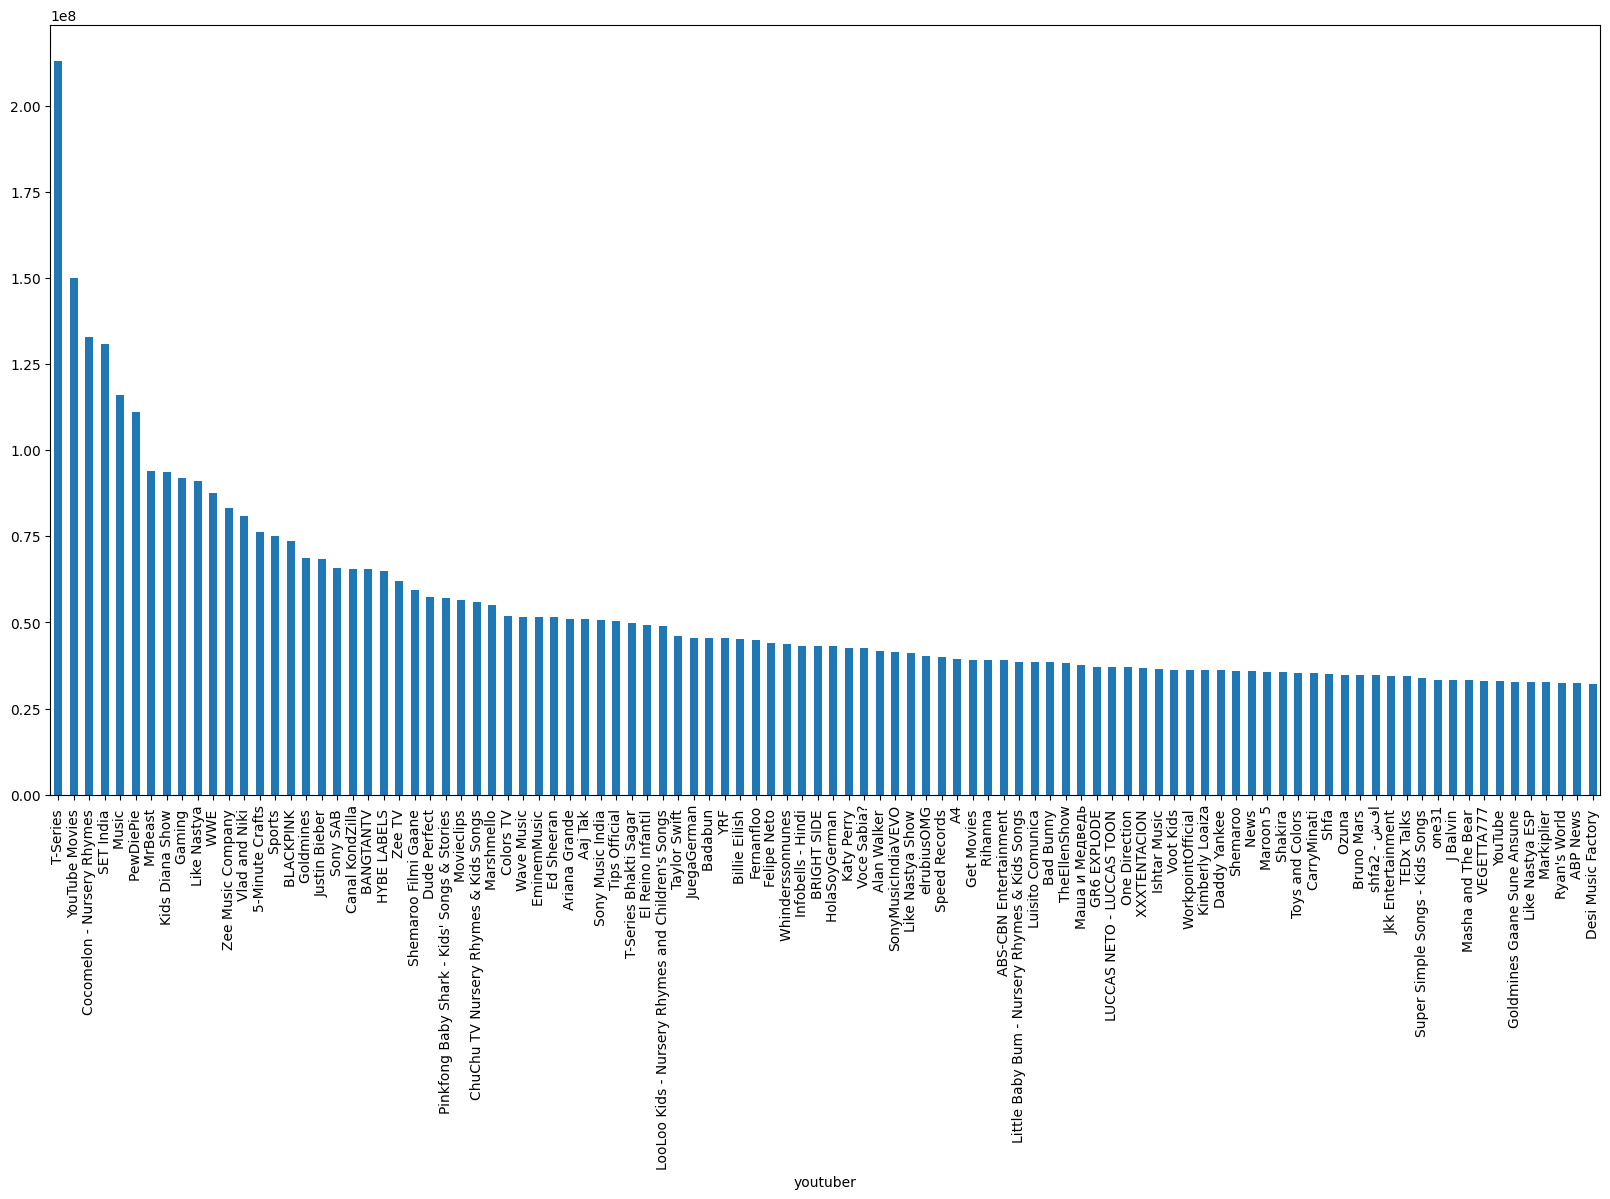 1e8
2.00
1.75
1.50
1.25
1.00
0.75
0.50
0.25
0.00
T-Series
YouTube Movies
Cocomelon - Nursery Rhymes
SET India
Music
PewDiePie
MrBeast
Kids Diana Show
Gaming
Like Nastya
WWE
Zee Music Company
Vlad and Niki
5-Minute Crafts
Sports
BLACKPINK
Goldmines
Justin Bieber
Sony SAB
Canal KondZilla
BANGTANTV
HYBE LABELS
Zee TV
Shemaroo Filmi Gaane
Dude Perfect
Pinkfong Baby Shark - Kids' Songs & Stories
Movieclips
ChuChu TV Nursery Rhymes & Kids Songs
Marshmello
Colors TV
Wave Music
EminemMusic
Ed Sheeran
Ariana Grande
Aaj Tak
Sony Music India
Tips Official
T-Series Bhakti Sagar
El Reino Infantil
LooLoo Kids - Nursery Rhymes and Children's Songs
Taylor Swift
JuegaGerman
Badabun
YRF
Billie Eilish
Fernanfloo
Felipe Neto
Whinderssonnunes
Infobells - Hindi
BRIGHT SIDE
HolaSoyGerman
Katy Perry
Voce Sabia?
Alan Walker
SonyMusicIndiaVEVO
Like Nastya Show
elrubiusOMG
Speed Records
A4
Get Movies
Rihanna
ABS-CBN Entertainment
Little Baby Bum - Nursery Rhymes & Kids Songs
Luisito Comunica
Bad Bunny
TheEllenShow
Маша и Медведь
GR6 EXPLODE
LUCCAS NETO - LUCCAS TOON
One Direction
XXXTENTACION
Ishtar Music
Voot Kids
WorkpointOfficial
Kimberly Loaiza
Daddy Yankee
Shemaroo
News
Maroon 5
Shakira
Toys and Colors
CarryMinati
Shfa
Ozuna
Bruno Mars
shfa2 -
Jkk Entertainment
TEDx Talks
Super Simple Songs - Kids Songs
one31
J Balvin
Masha and The Bear
VEGETTA777
YouTube
Goldmines Gaane Sune Ansune
Like Nastya ESP
Markiplier
Ryan's World
ABP News
Desi Music Factory
youtuber